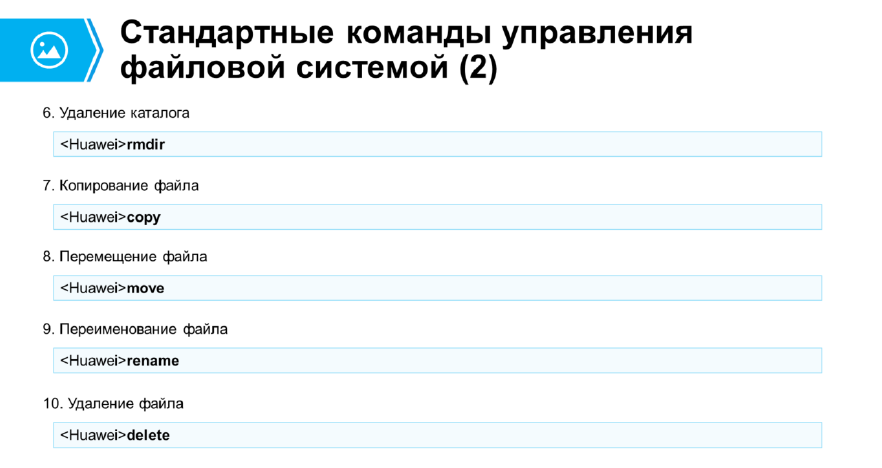 Стандартные команды управления
файловой системой (2)
6. Удаление каталога
<Huawei>rmdir
7. Копирование файла
<Huawei>copy
8. Перемещение файла
<Huawei>move
9. Переименование файла
<Huawei>rename
10. Удаление файла
<Huawei>delete